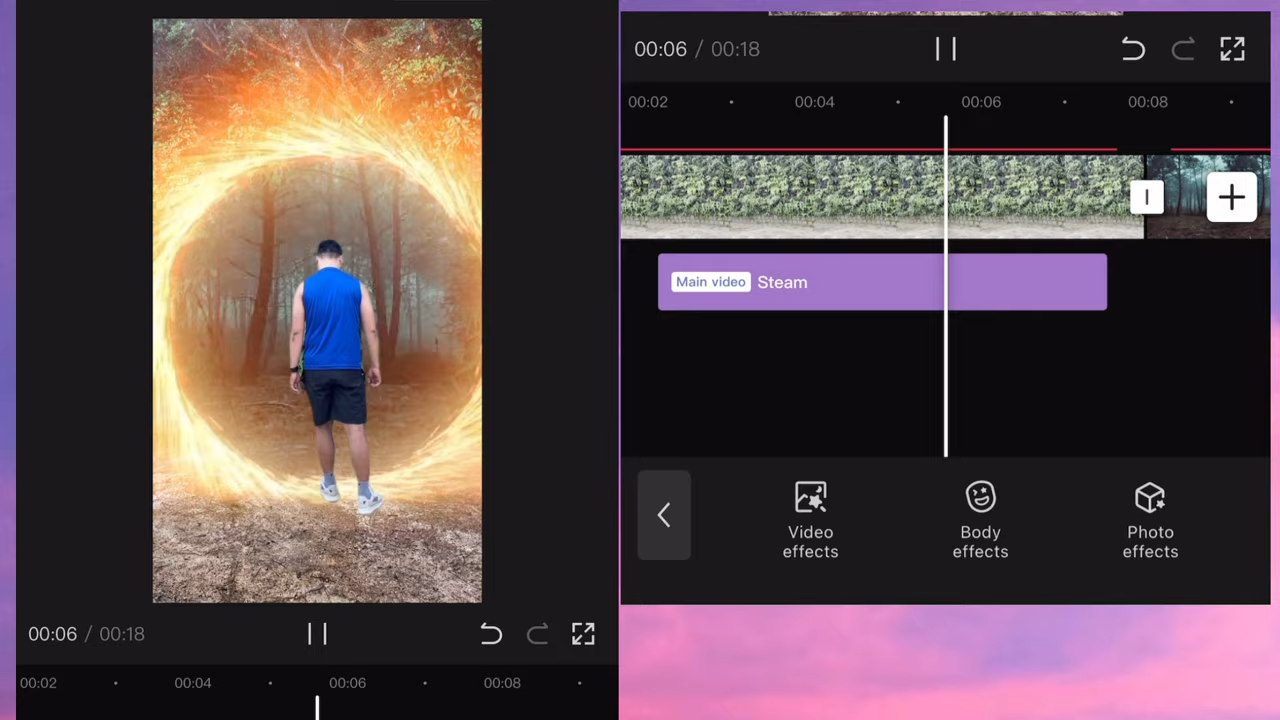 00:06 / 00:18
00:02 00:04 00:06 00:08
00:06 / 00:18
00:02 00:04 00:06 00:08
Main video Steam
Video effects
Body effects
Photo effects